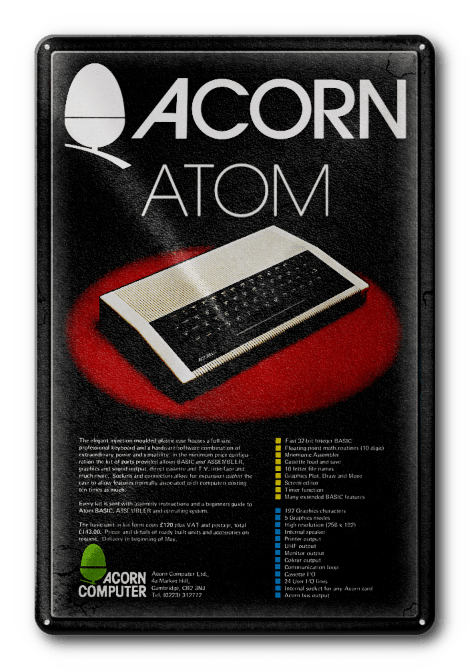 ACORN
ATOM
The elegant injection moulded plastic case houses a full-size
professional keyboard and a hardware/software combination of
extraordinary power and versatility. In the minimum price configu-
ration the kit of parts provided allows BASIC and ASSEMBLER,
graphics and sound output, direct cassette and T.V. interface and
much more. Sockets and connectors allow for expansion within the
case to allow features normally associated with computers costing
ten times as much.
Every kit is sent with assembly instructions and a beginners guide to
Atom BASIC, ASSEMBLER and operating system.
The basic unit in kit form costs £120 plus VAT and postage, total
£143.00. Prices and details of ready built units and accessories on
request. Delivery in beginning of May.
Fast 32-bit Integer BASIC
Floating point math routines (10 digit)
Mnemonic Assembler
Cassette load and save
10 letter file names
Graphics Plot, Draw and Move
Screen editor
Timer function
Many extended BASIC features
192 Graphics characters
5 Graphics modes
High resolution (256 x 192)
Internal speaker
Printer output
UHF output
Monitor output
Colour output
Communication loop
Cassette I/O
24 User I/O lines
Internal socket for any Acorn card
Acorn bus output
ACORN
COMPUTER
Acorn Computer Ltd.,
4a Market Hill,
Cambridge, CB2 3NJ
Tel. (0223) 312772